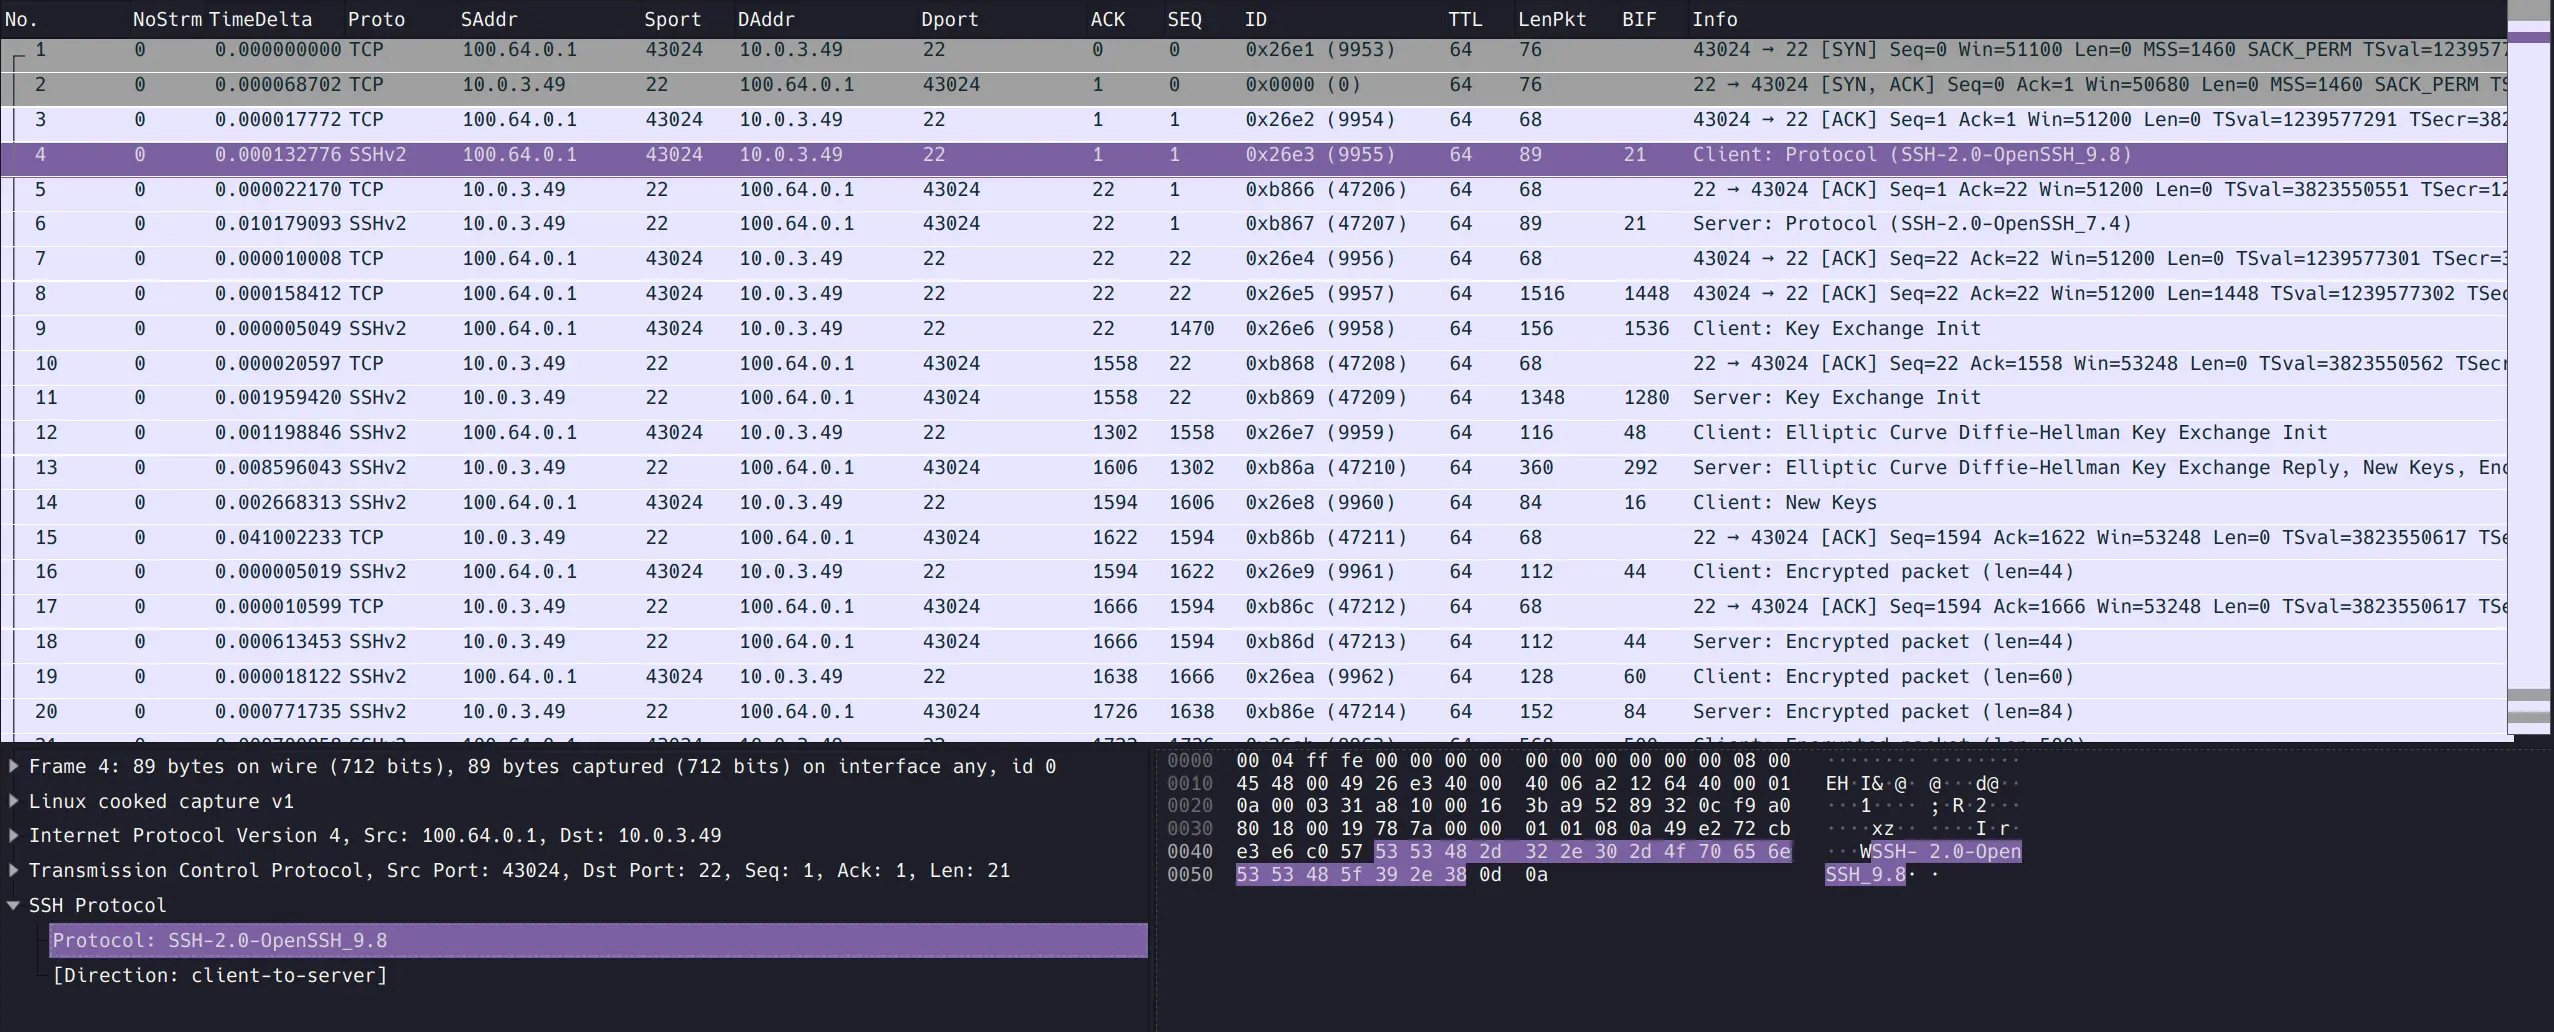 No. NoStrm TimeDelta Proto SAddr Sport DAddr Dport ACK SEQ ID TTL LenPkt BIF Info
1 0 0.000000000 TCP 100.64.0.1 43024 10.0.3.49 22 0 0 0x26e1 (9953) 64 76 43024 → 22 [SYN] Seq=0 Win=51100 Len=0 MSS=1460 SACK_PERM TSval=1239577
2 0 0.000068702 TCP 10.0.3.49 22 100.64.0.1 43024 1 0 0x0000 (0) 64 76 22 → 43024 [SYN, ACK] Seq=0 Ack=1 Win=50680 Len=0 MSS=1460 SACK_PERM TS
3 0 0.000017772 TCP 100.64.0.1 43024 10.0.3.49 22 1 1 0x26e2 (9954) 64 68 43024 → 22 [ACK] Seq=1 Ack=1 Win=51200 Len=0 TSval=1239577291 TSecr=382
4 0 0.000132776 SSHv2 100.64.0.1 43024 10.0.3.49 22 1 1 0x26e3 (9955) 64 89 21 Client: Protocol (SSH-2.0-OpenSSH_9.8)
5 0 0.000022170 TCP 10.0.3.49 22 100.64.0.1 43024 22 1 0xb866 (47206) 64 68 22 → 43024 [ACK] Seq=1 Ack=22 Win=51200 Len=0 TSval=3823550551 TSecr=12
6 0 0.010179093 SSHv2 10.0.3.49 22 100.64.0.1 43024 22 1 0xb867 (47207) 64 89 21 Server: Protocol (SSH-2.0-OpenSSH_7.4)
7 0 0.000010008 TCP 100.64.0.1 43024 10.0.3.49 22 22 22 0x26e4 (9956) 64 68 43024 → 22 [ACK] Seq=22 Ack=22 Win=51200 Len=0 TSval=1239577301 TSecr=3
8 0 0.000158412 TCP 100.64.0.1 43024 10.0.3.49 22 22 22 0x26e5 (9957) 64 1516 1448 43024 → 22 [ACK] Seq=22 Ack=22 Win=51200 Len=1448 TSval=1239577302 TSec
9 0 0.000005049 SSHv2 100.64.0.1 43024 10.0.3.49 22 22 1470 0x26e6 (9958) 64 156 1536 Client: Key Exchange Init
10 0 0.000020597 TCP 10.0.3.49 22 100.64.0.1 43024 1558 22 0xb868 (47208) 64 68 22 → 43024 [ACK] Seq=22 Ack=1558 Win=53248 Len=0 TSval=3823550562 TSecr
11 0 0.001959420 SSHv2 10.0.3.49 22 100.64.0.1 43024 1558 22 0xb869 (47209) 64 1348 1280 Server: Key Exchange Init
12 0 0.001198846 SSHv2 100.64.0.1 43024 10.0.3.49 22 1302 1558 0x26e7 (9959) 64 116 48 Client: Elliptic Curve Diffie-Hellman Key Exchange Init
13 0 0.008596043 SSHv2 10.0.3.49 22 100.64.0.1 43024 1606 1302 0xb86a (47210) 64 360 292 Server: Elliptic Curve Diffie-Hellman Key Exchange Reply, New Keys, Enc
14 0 0.002668313 SSHv2 100.64.0.1 43024 10.0.3.49 22 1594 1606 0x26e8 (9960) 64 84 16 Client: New Keys
15 0 0.041002233 TCP 10.0.3.49 22 100.64.0.1 43024 1622 1594 0xb86b (47211) 64 68 22 → 43024 [ACK] Seq=1594 Ack=1622 Win=53248 Len=0 TSval=3823550617 TSe
16 0 0.000005019 SSHv2 100.64.0.1 43024 10.0.3.49 22 1594 1622 0x26e9 (9961) 64 112 44 Client: Encrypted packet (len=44)
17 0 0.000010599 TCP 10.0.3.49 22 100.64.0.1 43024 1666 1594 0xb86c (47212) 64 68 22 → 43024 [ACK] Seq=1594 Ack=1666 Win=53248 Len=0 TSval=3823550617 TSe
18 0 0.000613453 SSHv2 10.0.3.49 22 100.64.0.1 43024 1666 1594 0xb86d (47213) 64 112 44 Server: Encrypted packet (len=44)
19 0 0.000018122 SSHv2 100.64.0.1 43024 10.0.3.49 22 1638 1666 0x26ea (9962) 64 128 60 Client: Encrypted packet (len=60)
20 0 0.000771735 SSHv2 10.0.3.49 22 100.64.0.1 43024 1726 1638 0xb86e (47214) 64 152 84 Server: Encrypted packet (len=84)
Frame 4: 89 bytes on wire (712 bits), 89 bytes captured (712 bits) on interface any, id 0
Linux cooked capture v1
Internet Protocol Version 4, Src: 100.64.0.1, Dst: 10.0.3.49
Transmission Control Protocol, Src Port: 43024, Dst Port: 22, Seq: 1, Ack: 1, Len: 21
SSH Protocol
Protocol: SSH-2.0-OpenSSH_9.8
[Direction: client-to-server]
0000 00 04 ff fe 00 00 00 00 00 00 00 00 00 00 08 00 ········ ········
0010 45 48 00 49 26 e3 40 00 40 06 a2 12 64 40 00 01 EH·I&·@· @···d@··
0020 0a 00 03 31 a8 10 00 16 3b a9 52 89 32 0c f9 a0 ···1···· ;·R·2···
0030 80 18 00 19 78 7a 00 00 01 01 08 0a 49 e2 72 cb ····xz·· ····I·r·
0040 e3 e6 c0 57 53 53 48 2d 32 2e 30 2d 4f 70 65 6e ···WSSH- 2.0-Open
0050 53 53 48 5f 39 2e 38 0d 0a SSH_9.8· ·